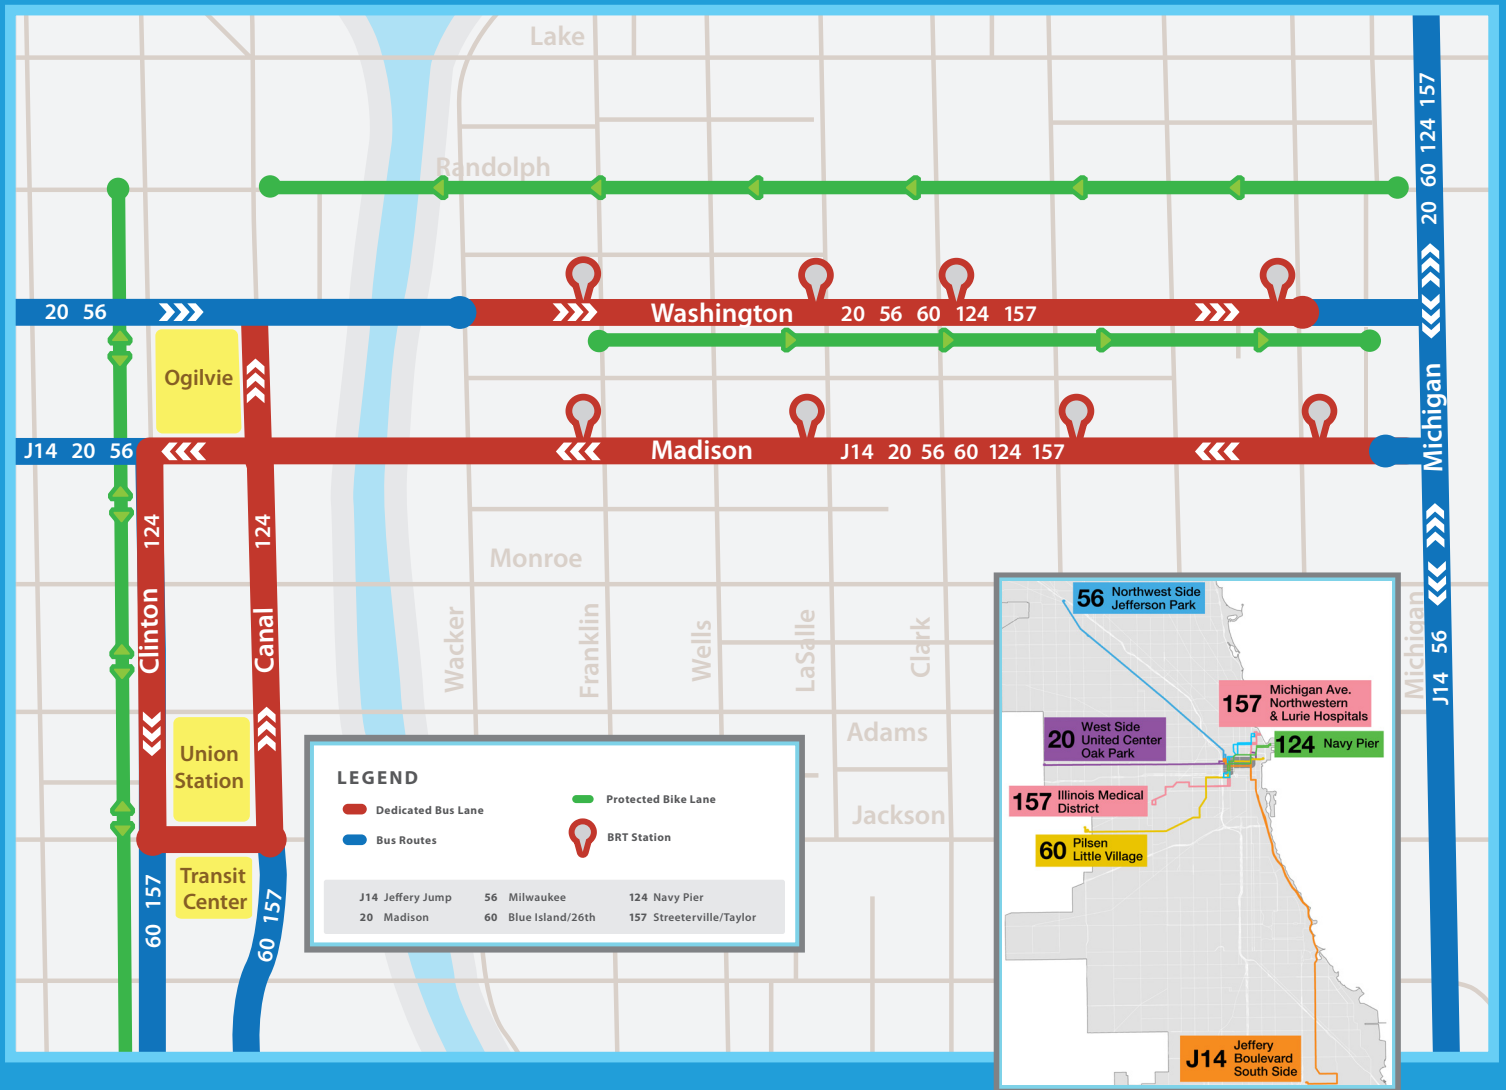 Lake
Randolph
20 60 124 157
20 56
Washington 20 56 60 124 157
Ogilvie
Michigan
J14 20 56
Madison J14 20 56 60 124 157
124
124
Monroe
Clinton
Canal
Wacker
Franklin
Wells
LaSalle
Clark
Michigan
J14 56
Adams
Jackson
Union
Station
Transit
Center
60 157
60 157
LEGEND
Dedicated Bus Lane
Protected Bike Lane
Bus Routes
BRT Station
J14 Jeffery Jump 56 Milwaukee 124 Navy Pier
20 Madison 60 Blue Island/26th 157 Streeterville/Taylor
56 Northwest Side
Jefferson Park
157 Michigan Ave.
Northwestern
& Lurie Hospitals
20 West Side
United Center
Oak Park
124 Navy Pier
157 Illinois Medical
District
60 Pilsen
Little Village
J14 Jeffery
Boulevard
South Side